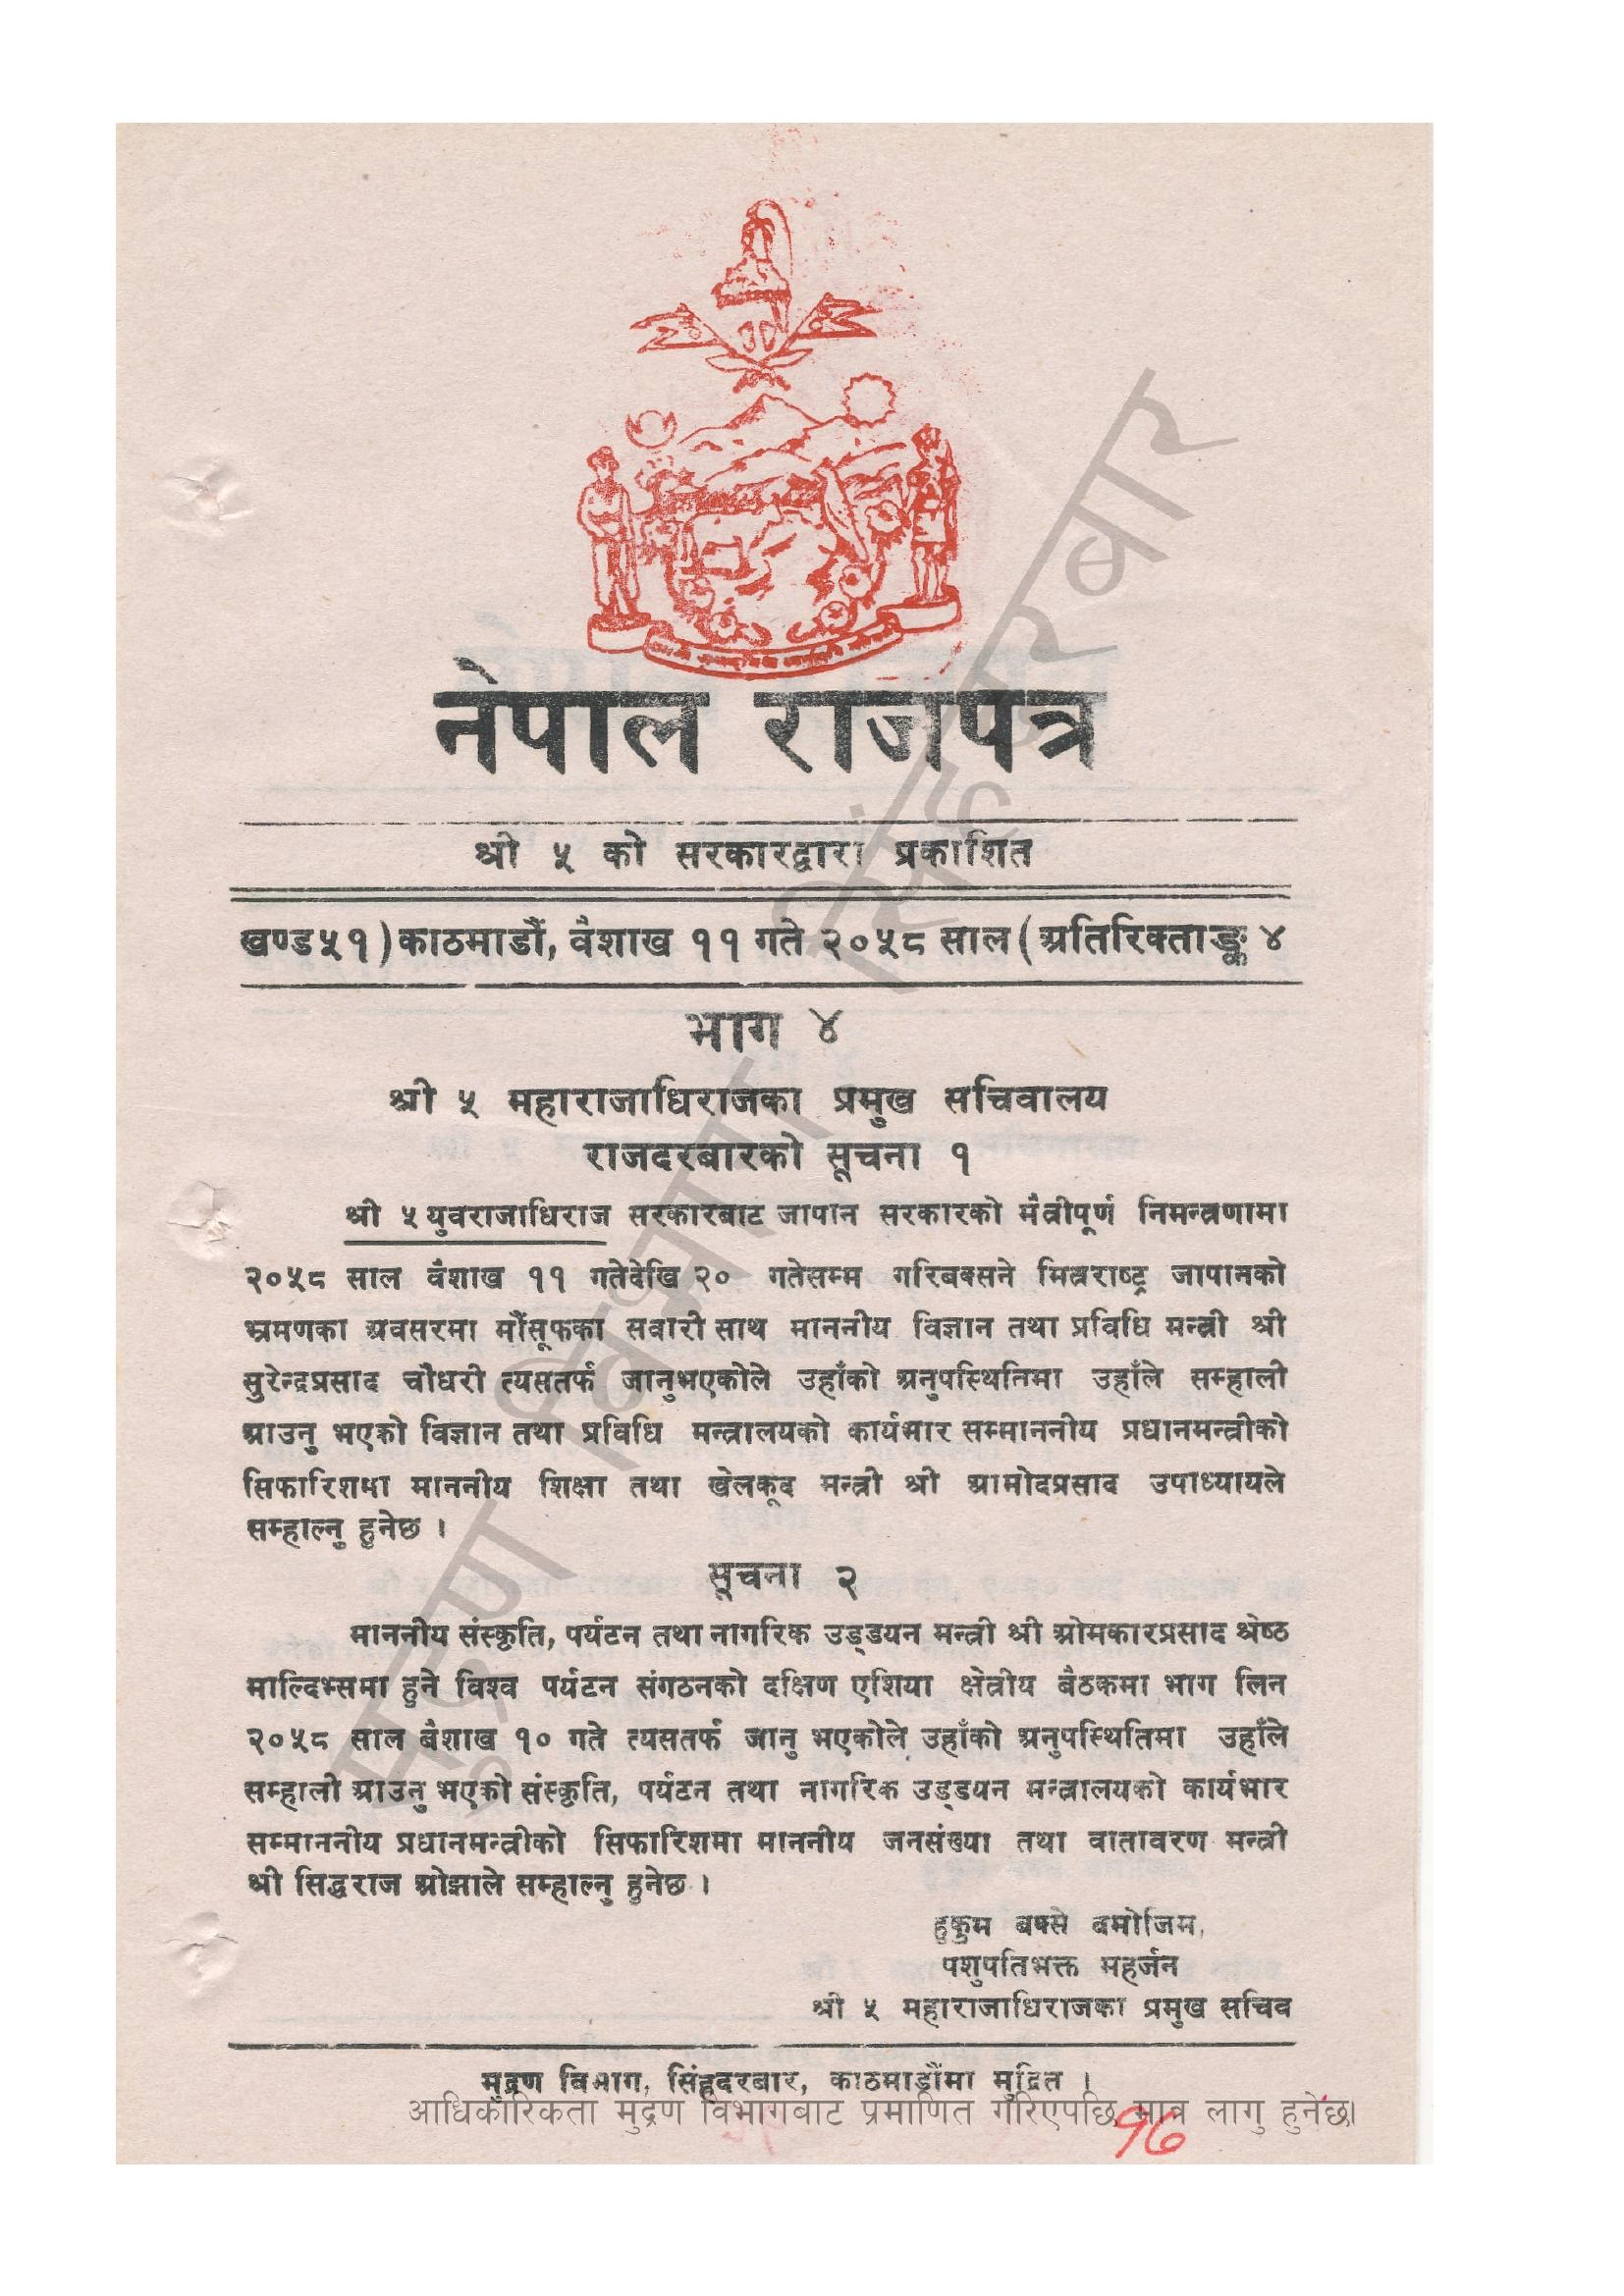 नेपाल राजपत्र
श्री ५ को सरकारद्वारा प्रकाशित
खण्ड ५१) काठमाडौं, वैशाख ११ गते २०५८ साल (अतिरिक्ताङ्क ४
भाग ४
श्री ५ महाराजाधिराजका प्रमुख सचिवालय
राजदरबारको सूचना १
श्री ५ युवराजाधिराज सरकारबाट जापान सरकारको मैत्रीपूर्ण निमन्त्रणामा
२०५८ साल वैशाख ११ गतेदेखि २० गतेसम्म गरिबक्सने मित्रराष्ट्र जापानको
भ्रमणका अवसरमा मौसूफका सवारी साथ माननीय विज्ञान तथा प्रविधि मन्त्री श्री
सुरेन्द्रप्रसाद चौधरी त्यसतर्फ जानुभएकोले उहाँको अनुपस्थितिमा उहाँले सम्हाली
आउनु भएको विज्ञान तथा प्रविधि मन्त्रालयको कार्यभार सम्माननीय प्रधानमन्त्रीको
सिफारिशमा माननीय शिक्षा तथा खेलकूद मन्त्री श्री आमोदप्रसाद उपाध्यायले
सम्हाल्नु हुनेछ ।
सूचना २
माननीय संस्कृति, पर्यटन तथा नागरिक उड्डयन मन्त्री श्री ओमकारप्रसाद श्रेष्ठ
माल्दिभ्समा हुने विश्व पर्यटन संगठनको दक्षिण एशिया क्षेत्रीय बैठकमा भाग लिन
२०५८ साल बैशाख १० गते त्यसतर्फ जानु भएकोले उहाँको अनुपस्थितिमा उहाँले
सम्हाली आउनु भएको संस्कृति, पर्यटन तथा नागरिक उड्डयन मन्त्रालयको कार्यभार
सम्माननीय प्रधानमन्त्रीको सिफारिशमा माननीय जनसंख्या तथा वातावरण मन्त्री
श्री सिद्धराज ओझाले सम्हाल्नु हुनेछ ।
हुकुम बक्से बमोजिम,
पशुपतिभक्त महर्जन
श्री ५ महाराजाधिराजका प्रमुख सचिव
मुद्रण विभाग, सिंहदरबार, काठमाडौंमा मुद्रित ।
आधिकारिकता मुद्रण विभागबाट प्रमाणित गरिएपछि मात्र लागु हुनेछ।
१६
मुद्रण विभाग सिंहदरबार